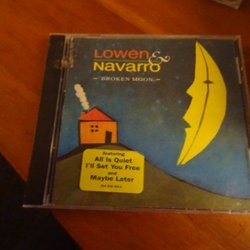 Lowen &
Navarro
BROKEN MOON
featuring
All Is Quiet
I'll Set You Free
and
Maybe Later